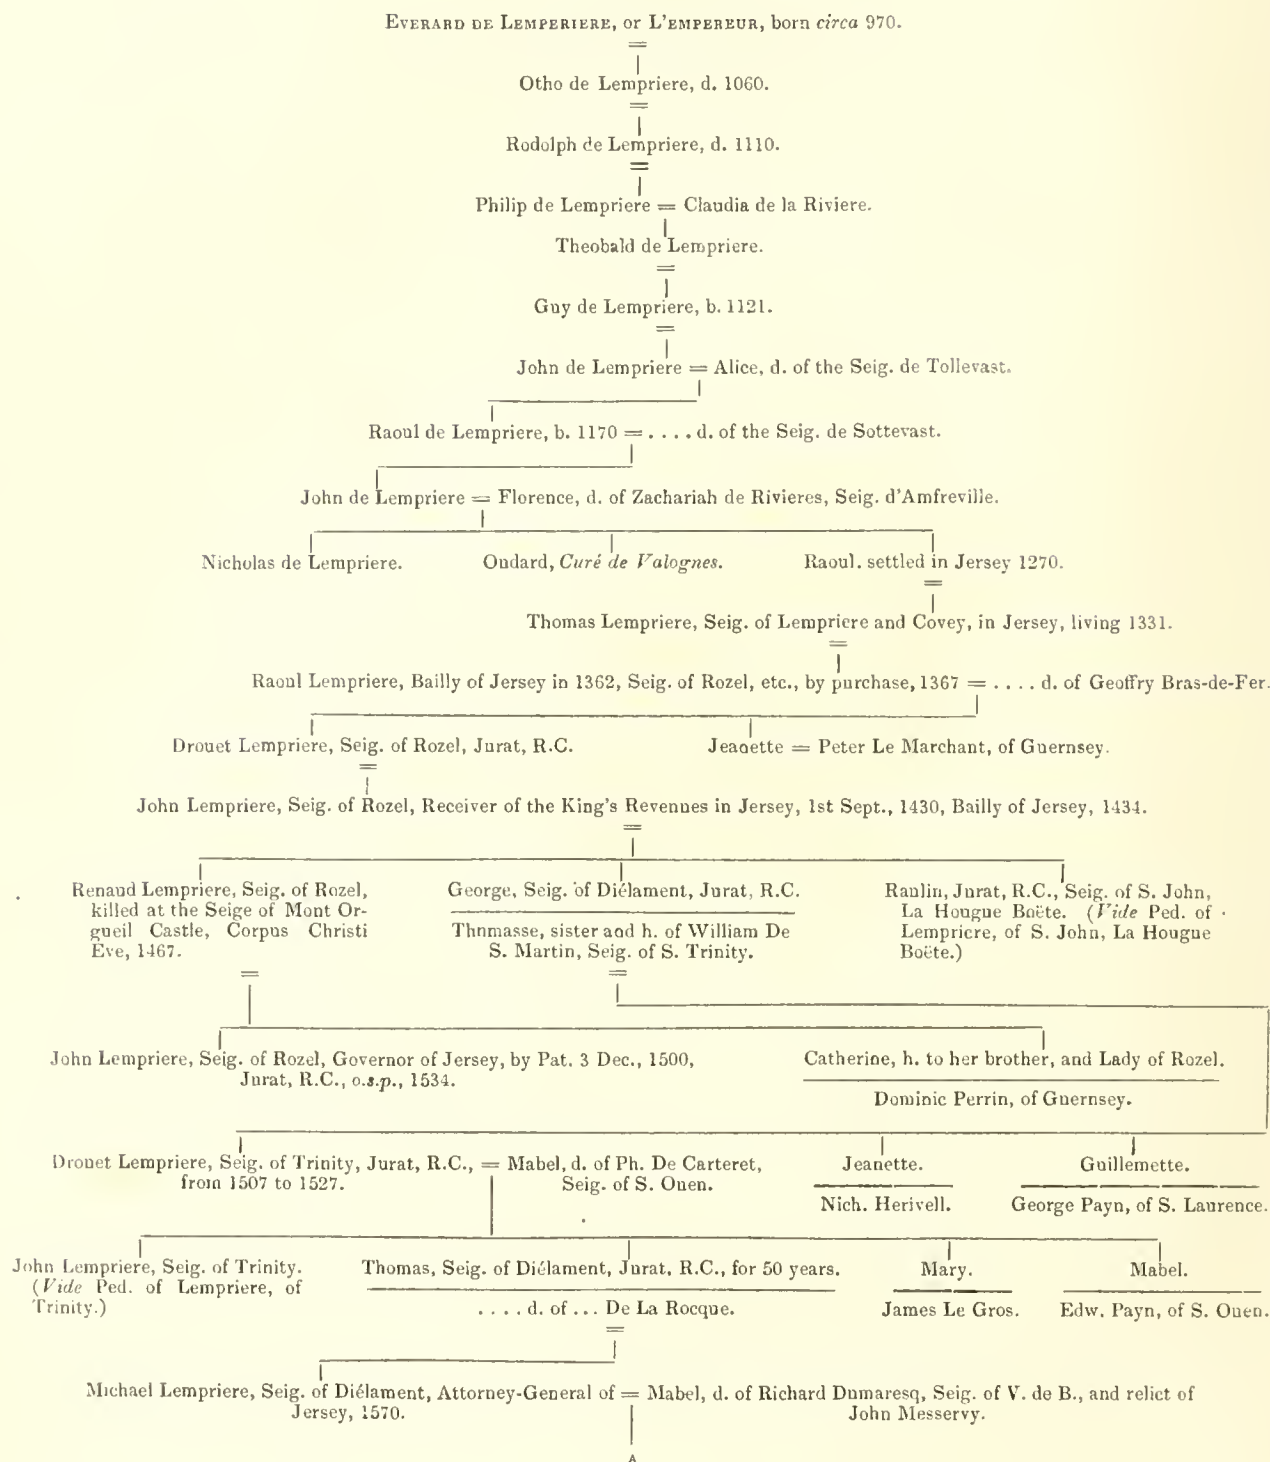 EVERARD DE LEMPERIERE, or L'EMPEREUR, born circa 970.
=
Otho de Lempriere, d. 1060.
=
Rodolph de Lempriere, d. 1110.
=
Philip de Lempriere = Claudia de la Riviere.
Theobald de Lempriere.
=
Guy de Lempriere, b. 1121.
=
John de Lempriere = Alice, d. of the Seig. de Tollevast.
Raoul de Lempriere, b. 1170 = . . . . d. of the Seig. de Sottevast.
John de Lempriere = Florence, d. of Zachariah de Rivieres, Seig. d'Amfreville.
Nicholas de Lempriere. Oudard, Curé de Valognes. Raoul. settled in Jersey 1270.
=
Thomas Lempriere, Seig. of Lempriere and Covey, in Jersey, living 1331.
=
Raoul Lempriere, Bailly of Jersey in 1362, Seig. of Rozel, etc., by purchase, 1367 = . . . . d. of Geoffry Bras-de-Fer.
Drouet Lempriere, Seig. of Rozel, Jurat, R.C. Jeanette = Peter Le Marchant, of Guernsey.
=
John Lempriere, Seig. of Rozel, Receiver of the King's Revenues in Jersey, 1st Sept., 1430, Bailly of Jersey, 1434.
=
Renaud Lempriere, Seig. of Rozel, George, Seig. of Diélament, Jurat, R.C. Raulin, Jurat, R.C., Seig. of S. John,
killed at the Seige of Mont Or- La Hougue Boëte. (Vide Ped. of
gueil Castle, Corpus Christi Thomasse, sister and h. of William De Lempriere, of S. John, La Hougue
Eve, 1467. S. Martin, Seig. of S. Trinity. Boëte.)
= =
John Lempriere, Seig. of Rozel, Governor of Jersey, by Pat. 3 Dec., 1500, Catherine, h. to her brother, and Lady of Rozel.
Jurat, R.C., o.s.p., 1534.
Dominic Perrin, of Guernsey.
Drouet Lempriere, Seig. of Trinity, Jurat, R.C., = Mabel, d. of Ph. De Carteret, Jeanette. Guillemette.
from 1507 to 1527. Seig. of S. Ouen.
Nich. Herivell. George Payn, of S. Laurence.
John Lempriere, Seig. of Trinity. Thomas, Seig. of Diélament, Jurat, R.C., for 50 years. Mary. Mabel.
(Vide Ped. of Lempriere, of
Trinity.) . . . . d. of . . . De La Rocque. James Le Gros. Edw. Payn, of S. Ouen.
=
Michael Lempriere, Seig. of Diélament, Attorney-General of = Mabel, d. of Richard Dumaresq, Seig. of V. de B., and relict of
Jersey, 1570. John Messervy.
A